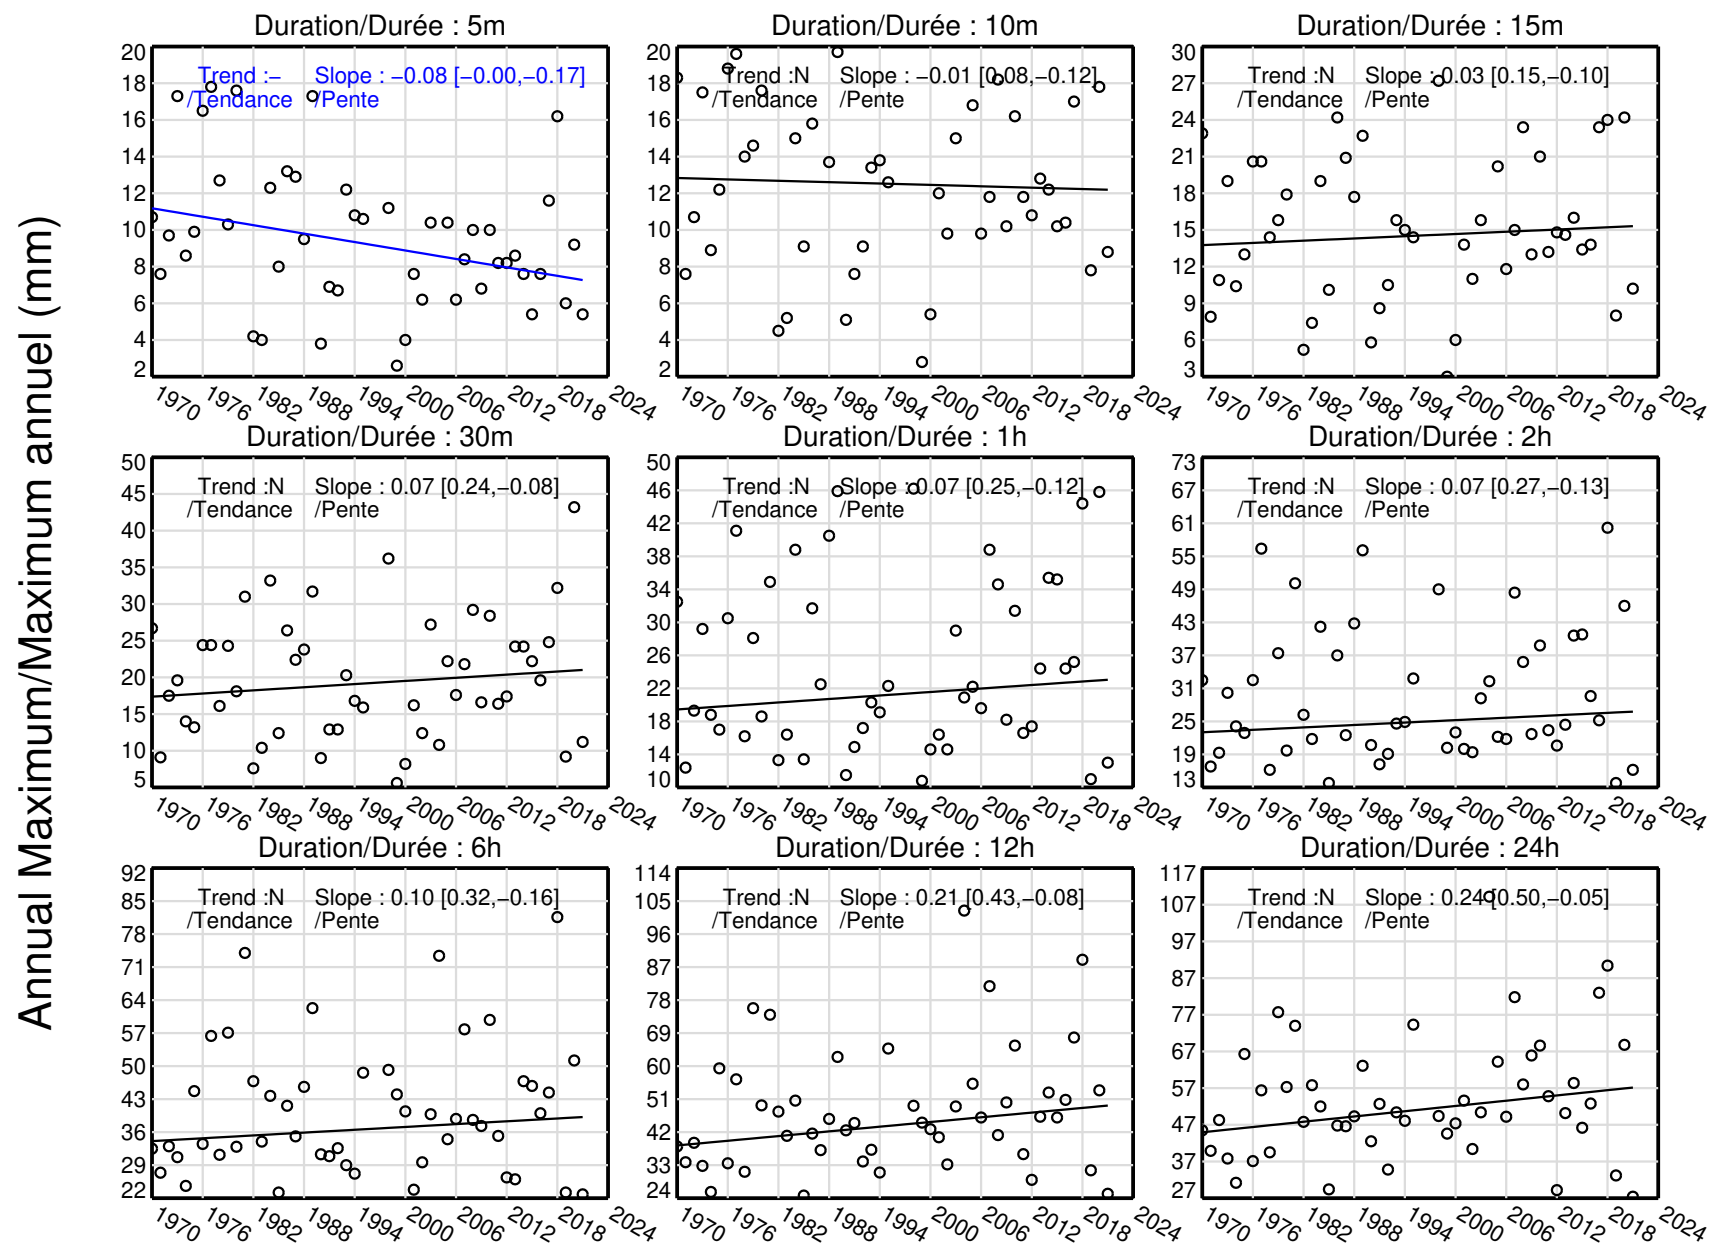 Annual Maximum/Maximum annuel (mm)
Duration/Durée : 5m
Trend :− Slope : −0.08 [−0.00,−0.17]
/Tendance /Pente
20
18
16
14
12
10
8
6
4
2
1970 1976 1982 1988 1994 2000 2006 2012 2018 2024
Duration/Durée : 10m
Trend :N Slope : −0.01 [0.08,−0.12]
/Tendance /Pente
20
18
16
14
12
10
8
6
4
2
1970 1976 1982 1988 1994 2000 2006 2012 2018 2024
Duration/Durée : 15m
Trend :N Slope : 0.03 [0.15,−0.10]
/Tendance /Pente
30
27
24
21
18
15
12
9
6
3
1970 1976 1982 1988 1994 2000 2006 2012 2018 2024
Duration/Durée : 30m
Trend :N Slope : 0.07 [0.24,−0.08]
/Tendance /Pente
50
45
40
35
30
25
20
15
10
5
1970 1976 1982 1988 1994 2000 2006 2012 2018 2024
Duration/Durée : 1h
Trend :N Slope : 0.07 [0.25,−0.12]
/Tendance /Pente
50
46
42
38
34
30
26
22
18
14
10
1970 1976 1982 1988 1994 2000 2006 2012 2018 2024
Duration/Durée : 2h
Trend :N Slope : 0.07 [0.27,−0.13]
/Tendance /Pente
73
67
61
55
49
43
37
31
25
19
13
1970 1976 1982 1988 1994 2000 2006 2012 2018 2024
Duration/Durée : 6h
Trend :N Slope : 0.10 [0.32,−0.16]
/Tendance /Pente
92
85
78
71
64
57
50
43
36
29
22
1970 1976 1982 1988 1994 2000 2006 2012 2018 2024
Duration/Durée : 12h
Trend :N Slope : 0.21 [0.43,−0.08]
/Tendance /Pente
114
105
96
87
78
69
60
51
42
33
24
1970 1976 1982 1988 1994 2000 2006 2012 2018 2024
Duration/Durée : 24h
Trend :N Slope : 0.24 [0.50,−0.05]
/Tendance /Pente
117
107
97
87
77
67
57
47
37
27
1970 1976 1982 1988 1994 2000 2006 2012 2018 2024